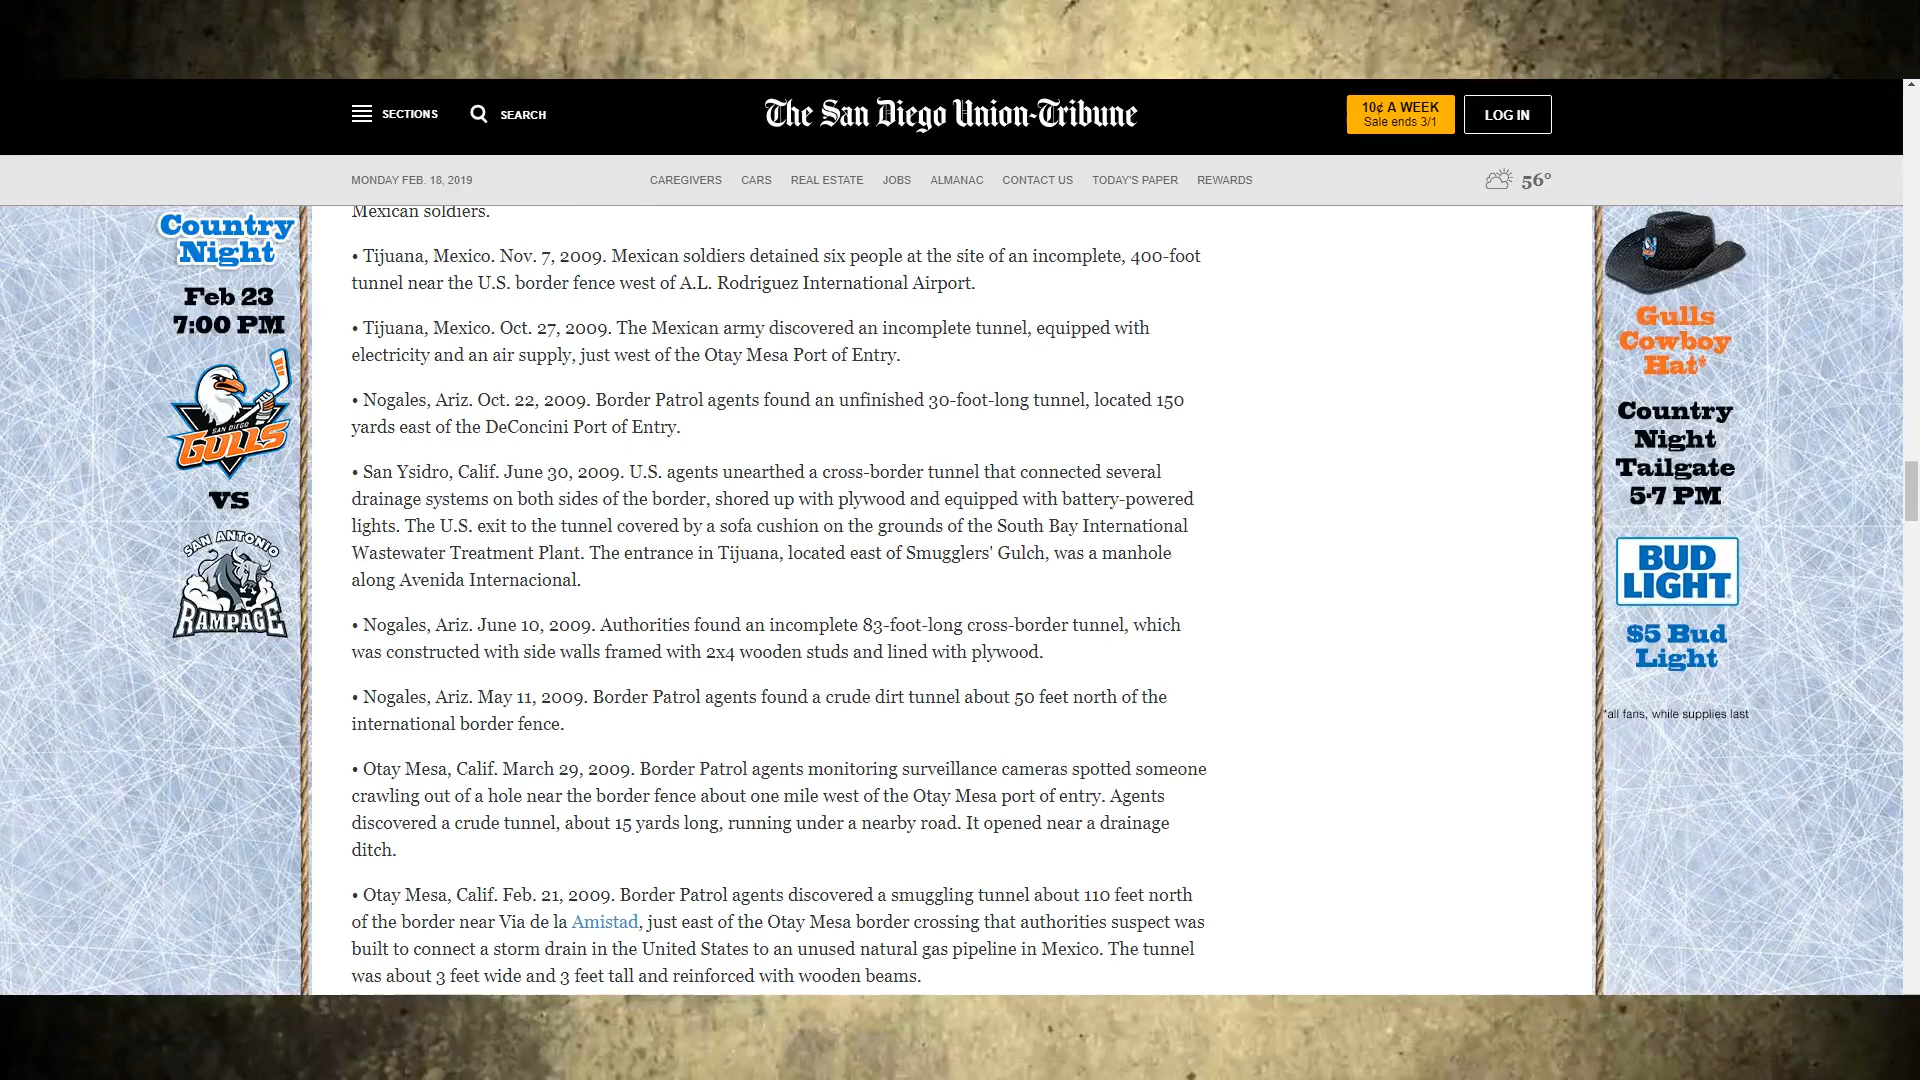 SECTIONS
SEARCH
The San Diego Union-Tribune
10¢ A WEEK
Sale ends 3/1
LOG IN
MONDAY FEB. 18, 2019
CAREGIVERS
CARS
REAL ESTATE
JOBS
ALMANAC
CONTACT US
TODAY'S PAPER
REWARDS
56°
Country
Night
Feb 23
7:00 PM
SAN DIEGO
GULLS
VS
SAN ANTONIO
RAMPAGE
Mexican soldiers.
• Tijuana, Mexico. Nov. 7, 2009. Mexican soldiers detained six people at the site of an incomplete, 400-foot
tunnel near the U.S. border fence west of A.L. Rodriguez International Airport.
• Tijuana, Mexico. Oct. 27, 2009. The Mexican army discovered an incomplete tunnel, equipped with
electricity and an air supply, just west of the Otay Mesa Port of Entry.
• Nogales, Ariz. Oct. 22, 2009. Border Patrol agents found an unfinished 30-foot-long tunnel, located 150
yards east of the DeConcini Port of Entry.
• San Ysidro, Calif. June 30, 2009. U.S. agents unearthed a cross-border tunnel that connected several
drainage systems on both sides of the border, shored up with plywood and equipped with battery-powered
lights. The U.S. exit to the tunnel covered by a sofa cushion on the grounds of the South Bay International
Wastewater Treatment Plant. The entrance in Tijuana, located east of Smugglers' Gulch, was a manhole
along Avenida Internacional.
• Nogales, Ariz. June 10, 2009. Authorities found an incomplete 83-foot-long cross-border tunnel, which
was constructed with side walls framed with 2x4 wooden studs and lined with plywood.
• Nogales, Ariz. May 11, 2009. Border Patrol agents found a crude dirt tunnel about 50 feet north of the
international border fence.
• Otay Mesa, Calif. March 29, 2009. Border Patrol agents monitoring surveillance cameras spotted someone
crawling out of a hole near the border fence about one mile west of the Otay Mesa port of entry. Agents
discovered a crude tunnel, about 15 yards long, running under a nearby road. It opened near a drainage
ditch.
• Otay Mesa, Calif. Feb. 21, 2009. Border Patrol agents discovered a smuggling tunnel about 110 feet north
of the border near Via de la Amistad, just east of the Otay Mesa border crossing that authorities suspect was
built to connect a storm drain in the United States to an unused natural gas pipeline in Mexico. The tunnel
was about 3 feet wide and 3 feet tall and reinforced with wooden beams.
Gulls
Cowboy
Hat*
Country
Night
Tailgate
5-7 PM
BUD
LIGHT
$5 Bud
Light
*all fans, while supplies last